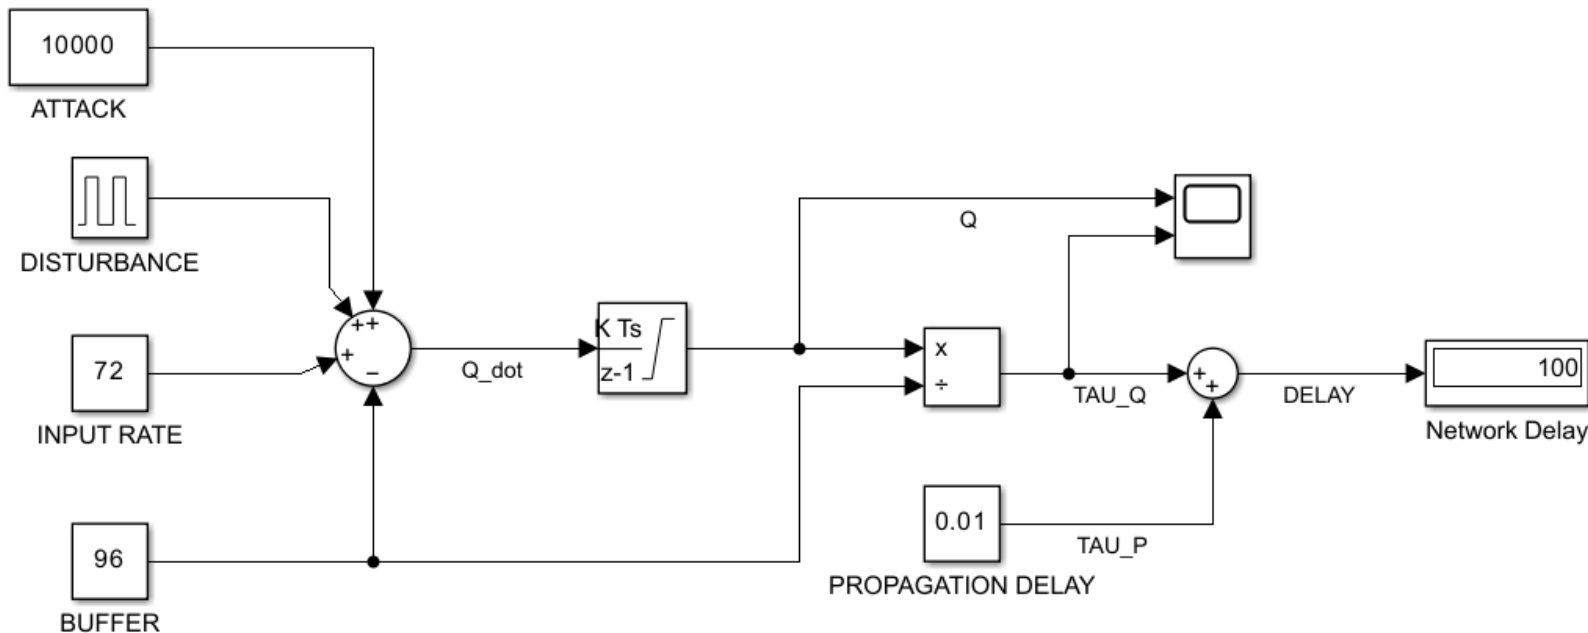 10000
ATTACK
DISTURBANCE
72
INPUT RATE
96
BUFFER
++
+
−
Q_dot
K Ts
z-1
Q
x
÷
TAU_Q
0.01
PROPAGATION DELAY
TAU_P
+
+
DELAY
100
Network Delay